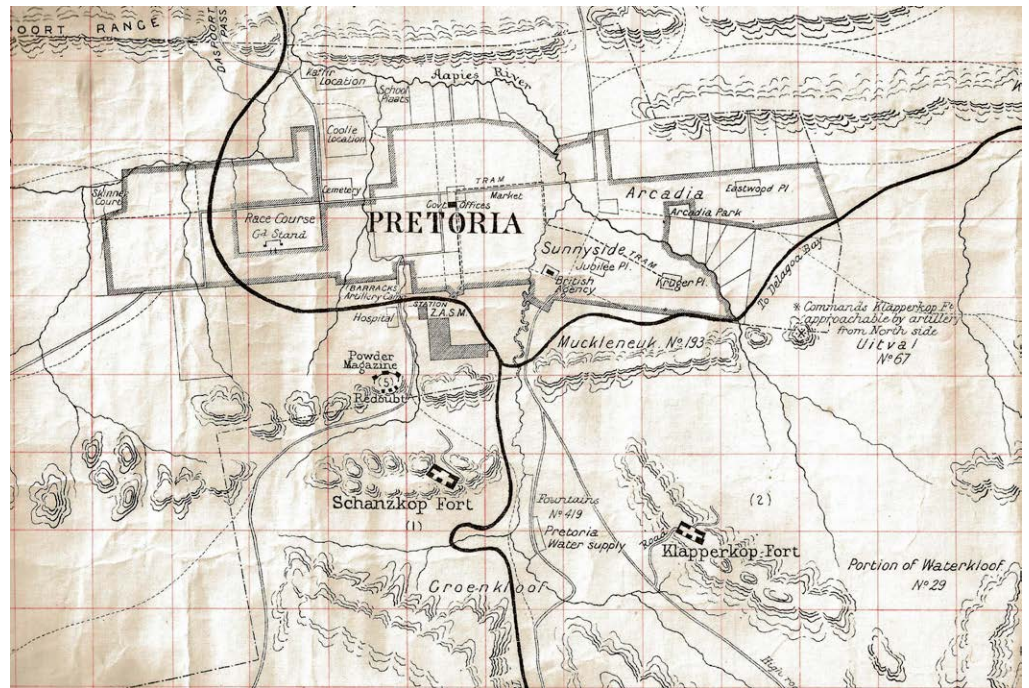 POORT RANGE
DASPOORT
PASS
Kaffir
Location
School
Plaats
Aapies River
Coolie
Location
Cemetery
Skinner
Court
Race Course
Gd. Stand
TRAM
Market
Govt. Offices
PRETORIA
Arcadia
Eastwood Pl.
Arcadia Park
Sunnyside
TRAM
Jubilee Pl.
British
Agency
Kruger Pl.
To Delagoa Bay
BARRACKS
Artillery Camp
STATION
Z.A.S.M.
Hospital
* Commands Klapperkop Ft.
approachable by artillery
from North side
Uitval
No 67
Muckleneuk. No 193
Powder
Magazine
(5)
Redoubt
Schanzkop Fort
(1)
Fountains
No 419
Pretoria
Water supply
(2)
Road
Klapperkop Fort
Groenkloof
Portion of Waterkloof
No 29
High